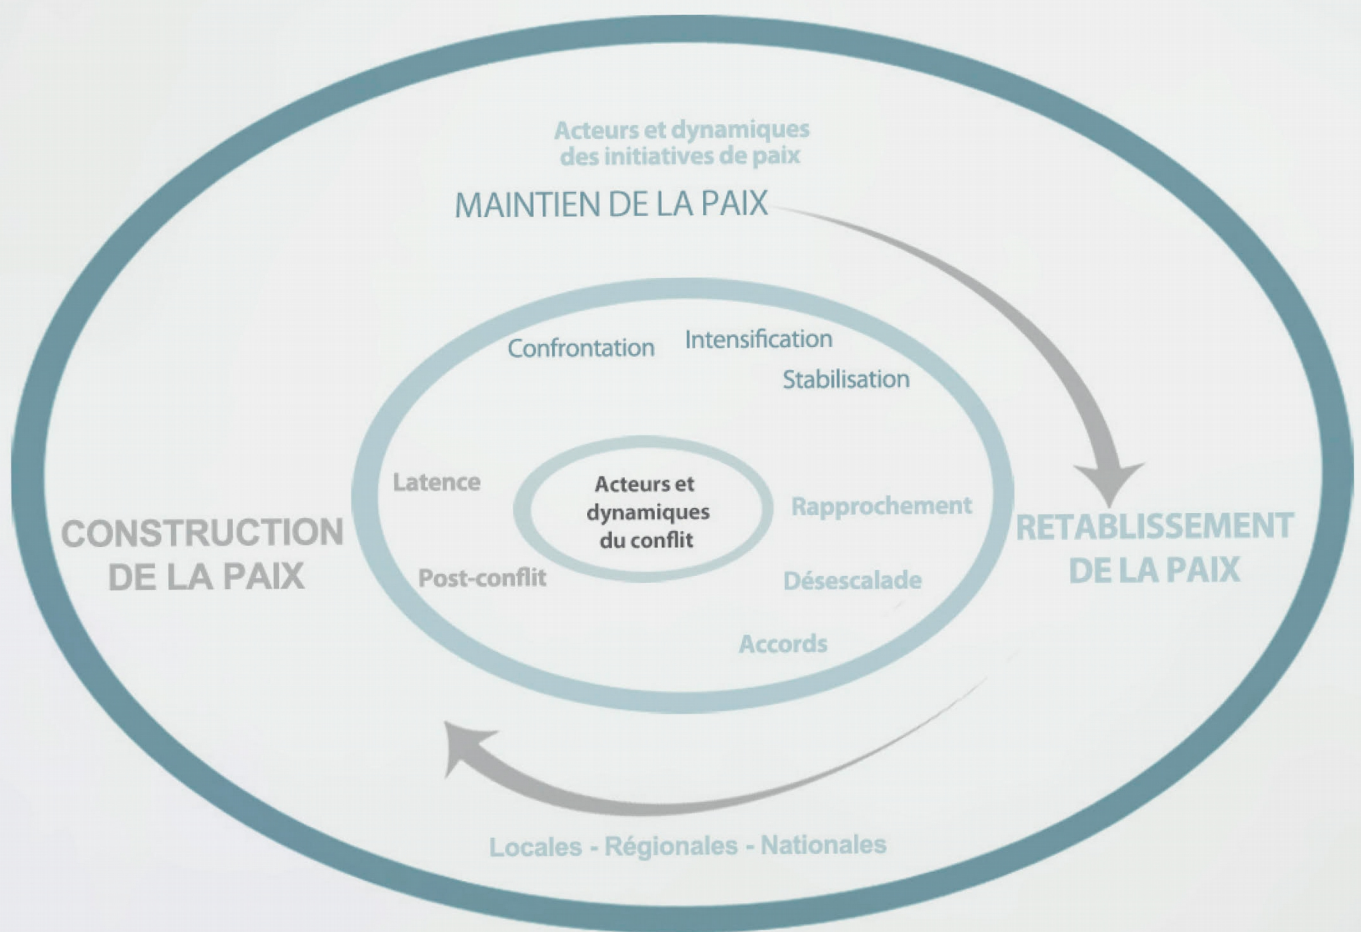 Acteurs et dynamiques
des initiatives de paix
MAINTIEN DE LA PAIX
Confrontation
Intensification
Stabilisation
Latence
Acteurs et
dynamiques
du conflit
Rapprochement
CONSTRUCTION
DE LA PAIX
RETABLISSEMENT
DE LA PAIX
Post-conflit
Désescalade
Accords
Locales - Régionales - Nationales